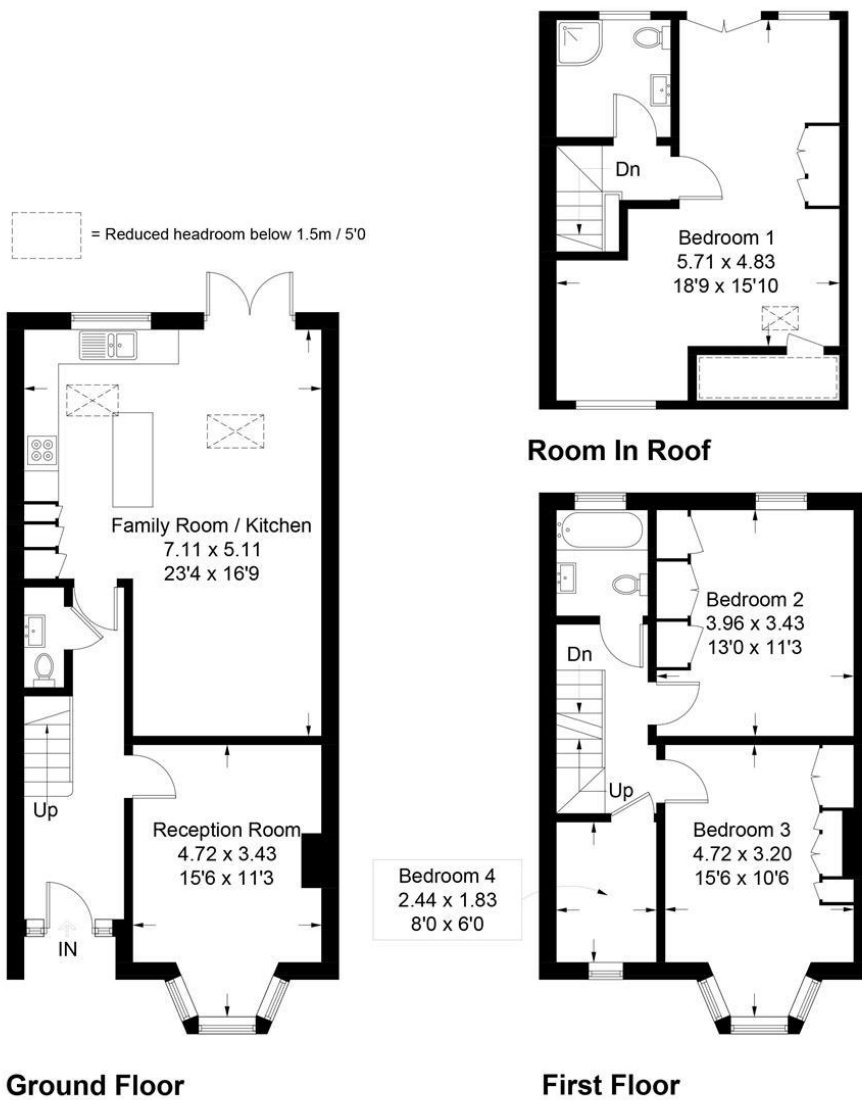 = Reduced headroom below 1.5m / 5'0
Family Room / Kitchen
7.11 x 5.11
23'4 x 16'9
Up
Reception Room
4.72 x 3.43
15'6 x 11'3
IN
Ground Floor
Dn
Bedroom 1
5.71 x 4.83
18'9 x 15'10
Room In Roof
Bedroom 2
3.96 x 3.43
13'0 x 11'3
Dn
Up
Bedroom 3
4.72 x 3.20
15'6 x 10'6
Bedroom 4
2.44 x 1.83
8'0 x 6'0
First Floor